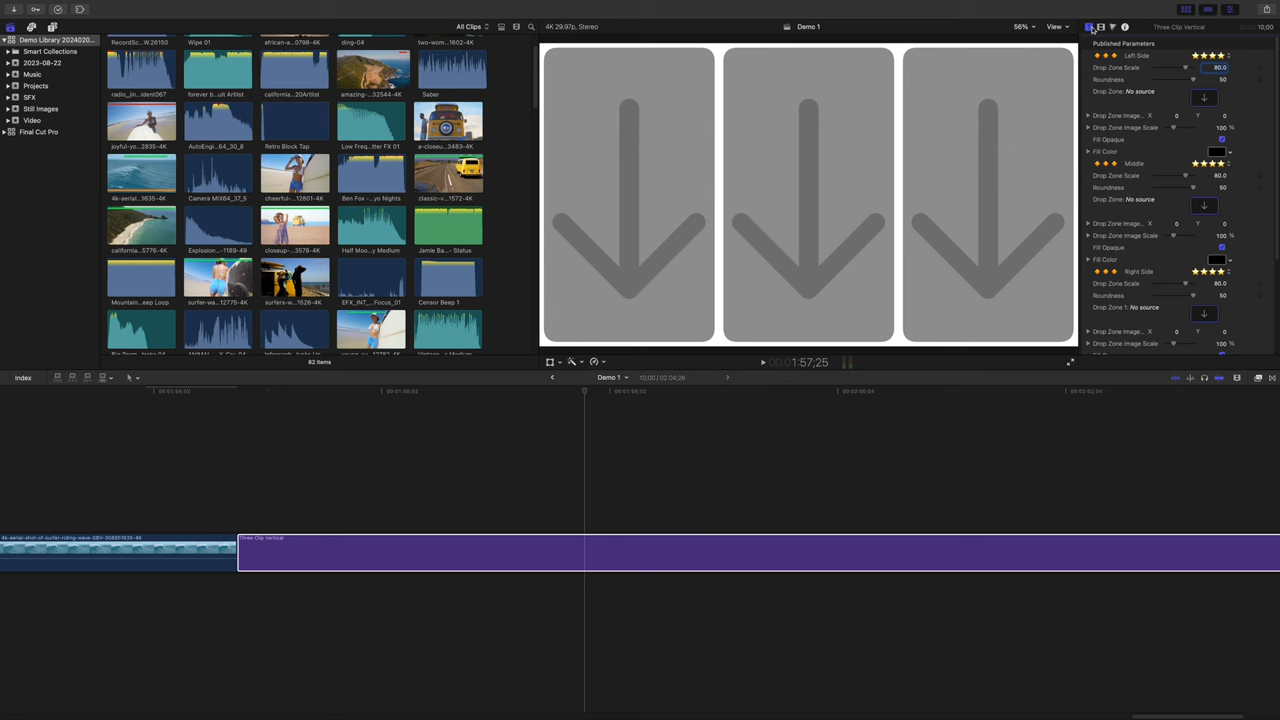 All Clips
4K 29.97p, Stereo
Demo 1
56%
View
Three Clip Vertical
10;00
Demo Library 20240020...
Smart Collections
2023-08-22
Music
Projects
SFX
Still Images
Video
Final Cut Pro
RecordSc...W.26150
Wipe 01
african-a...0798-4K
ding-04
two-wom...1602-4K
radio_jin...ident067
forever b...uit Artlist
california...20Artlist
amazing-...32544-4K
Saber
joyful-yo...2835-4K
AutoEngi...64_30_8
Retro Block Tap
Low Freq...tter FX 01
a-closeu...3483-4K
4k-aerial...1635-4K
Camera MIX64_37_5
cheerful-...12801-4K
Ben Fox -...yo Nights
classic-v...1572-4K
california...5776-4K
Explosion...-1189-49
closeup-...3578-4K
Half Moo...y Medium
Jamie Ba... - Status
Mountain...eep Loop
surfer-wa...12775-4K
surfers-w...1526-4K
EFX_INT_...Focus_01
Censor Beep 1
82 items
Published Parameters
Left Side
Drop Zone Scale 80.0
Roundness 50
Drop Zone: No source
Drop Zone Image... X 0 Y 0
Drop Zone Image Scale 100 %
Fill Opaque
Fill Color
Middle
Drop Zone Scale 80.0
Roundness 50
Drop Zone: No source
Drop Zone Image... X 0 Y 0
Drop Zone Image Scale 100 %
Fill Opaque
Fill Color
Right Side
Drop Zone Scale 80.0
Roundness 50
Drop Zone 1: No source
Drop Zone Image... X 0 Y 0
Drop Zone Image Scale 100 %
1:57;25
Index
Demo 1
10;00 / 02:04;26
00:01:54;02
00:01:56;02
00:01:58;02
00:02:00;04
00:02:02;04
4k-aerial-shot-of-surfer-riding-wave-SBV-308951635-4K
Three Clip Vertical